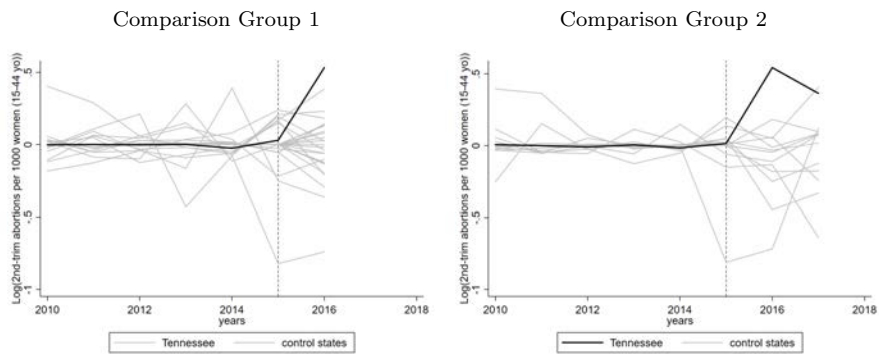 Comparison Group 1
Log(2nd-trim abortions per 1000 women (15-44 yo))
.5
0
-.5
-1
2010 2012 2014 2016 2018
years
Tennessee control states
Comparison Group 2
Log(2nd-trim abortions per 1000 women (15-44 yo))
.5
0
-.5
-1
2010 2012 2014 2016 2018
years
Tennessee control states